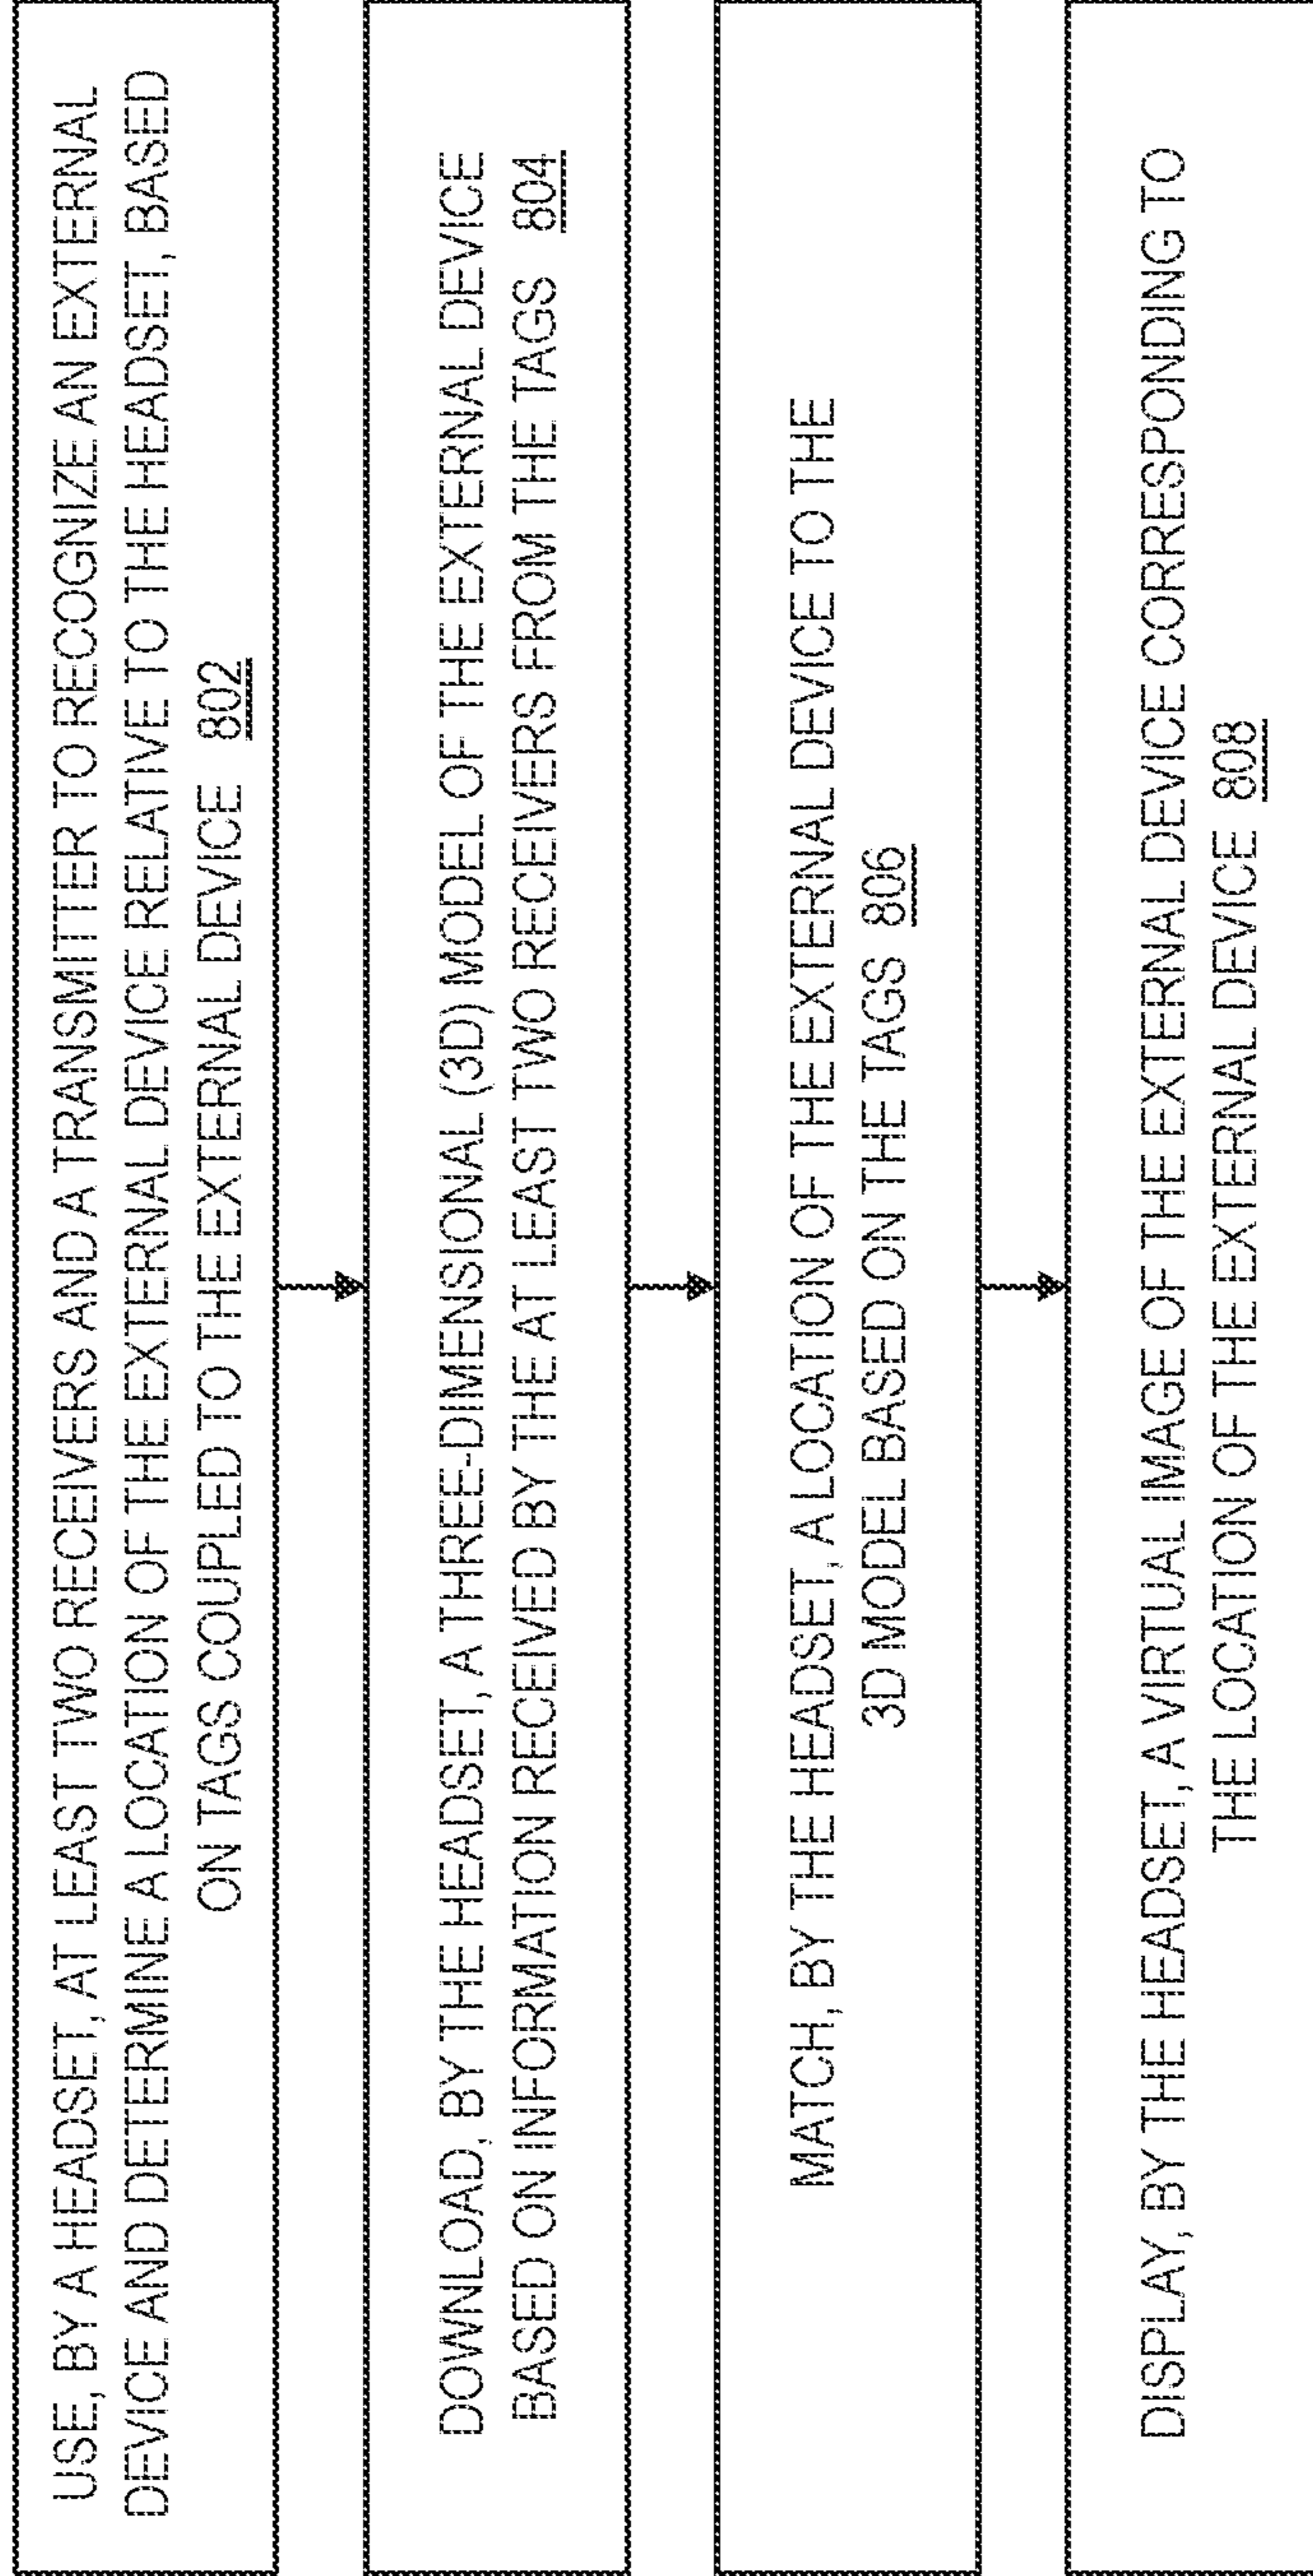 USE, BY A HEADSET, AT LEAST TWO RECEIVERS AND A TRANSMITTER TO RECOGNIZE AN EXTERNAL
DEVICE AND DETERMINE A LOCATION OF THE EXTERNAL DEVICE RELATIVE TO THE HEADSET, BASED
ON TAGS COUPLED TO THE EXTERNAL DEVICE 802
DOWNLOAD, BY THE HEADSET, A THREE-DIMENSIONAL (3D) MODEL OF THE EXTERNAL DEVICE
BASED ON INFORMATION RECEIVED BY THE AT LEAST TWO RECEIVERS FROM THE TAGS 804
MATCH, BY THE HEADSET, A LOCATION OF THE EXTERNAL DEVICE TO THE
3D MODEL BASED ON THE TAGS 806
DISPLAY, BY THE HEADSET, A VIRTUAL IMAGE OF THE EXTERNAL DEVICE CORRESPONDING TO
THE LOCATION OF THE EXTERNAL DEVICE 808